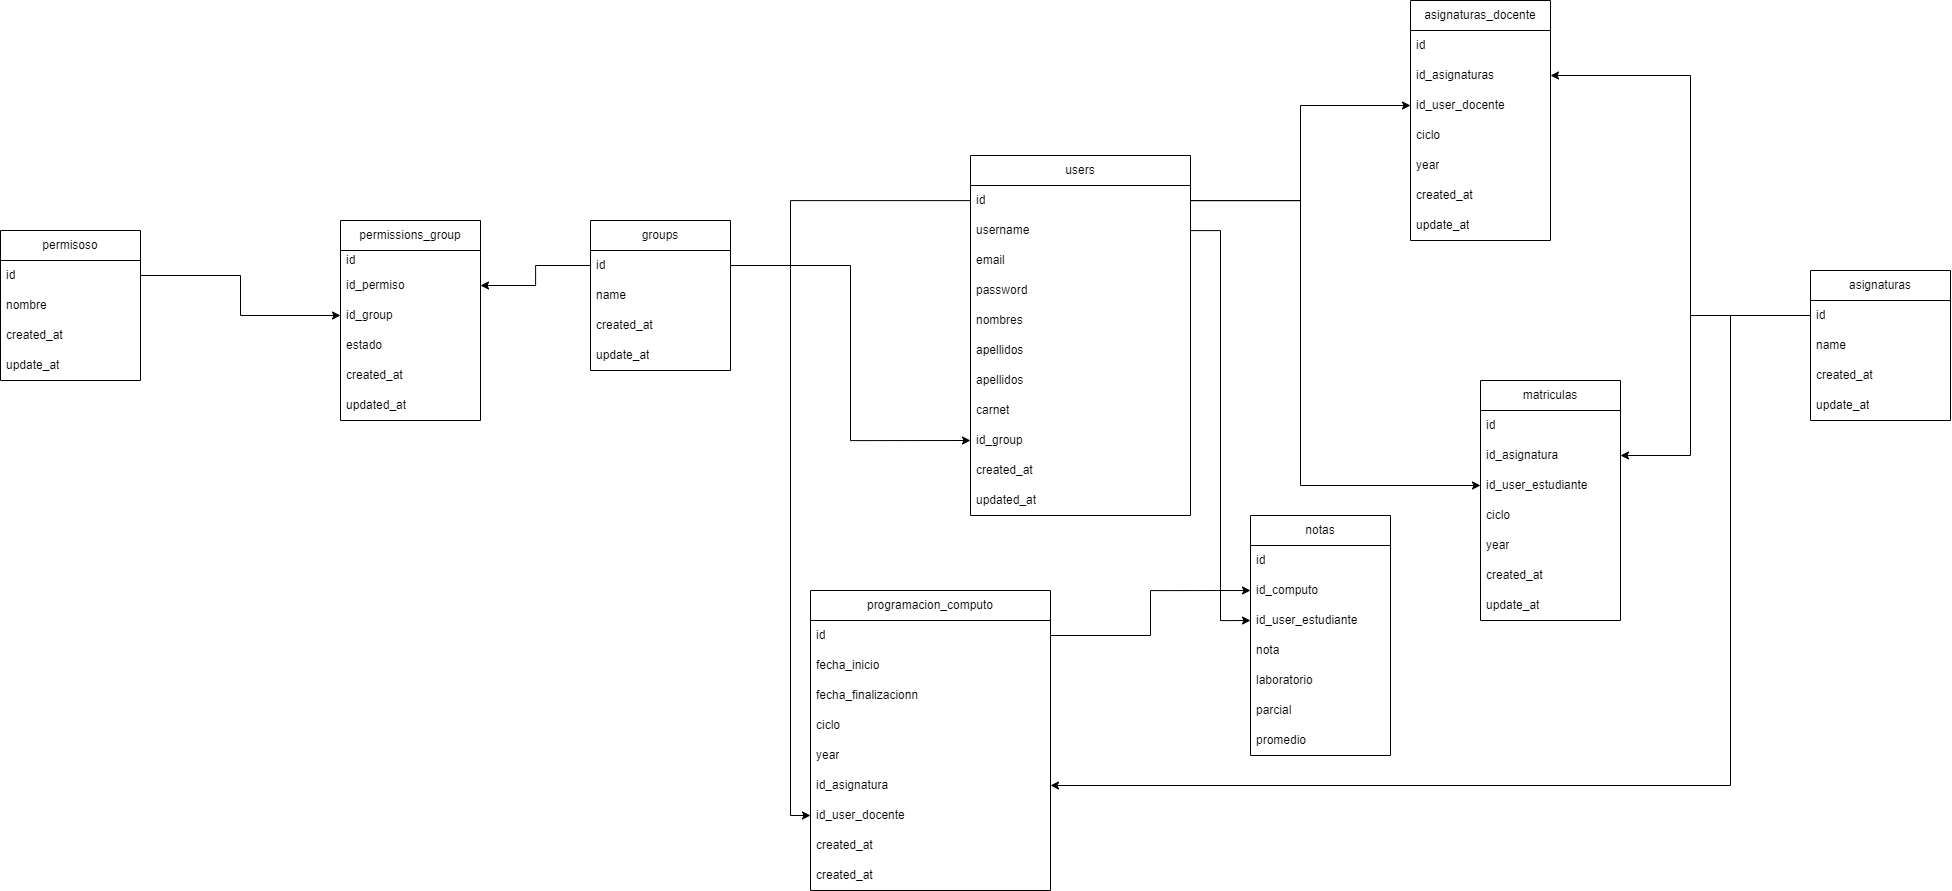 permisoso
id
nombre
created_at
update_at
permissions_group
id
id_permiso
id_group
estado
created_at
updated_at
groups
id
name
created_at
update_at
users
id
username
email
password
nombres
apellidos
apellidos
carnet
id_group
created_at
updated_at
asignaturas_docente
id
id_asignaturas
id_user_docente
ciclo
year
created_at
update_at
asignaturas
id
name
created_at
update_at
matriculas
id
id_asignatura
id_user_estudiante
ciclo
year
created_at
update_at
notas
id
id_computo
id_user_estudiante
nota
laboratorio
parcial
promedio
programacion_computo
id
fecha_inicio
fecha_finalizacionn
ciclo
year
id_asignatura
id_user_docente
created_at
created_at